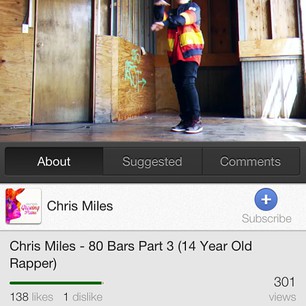 About Suggested Comments
Chris Miles
Subscribe
Chris Miles - 80 Bars Part 3 (14 Year Old
Rapper)
301
138 likes 1 dislike views